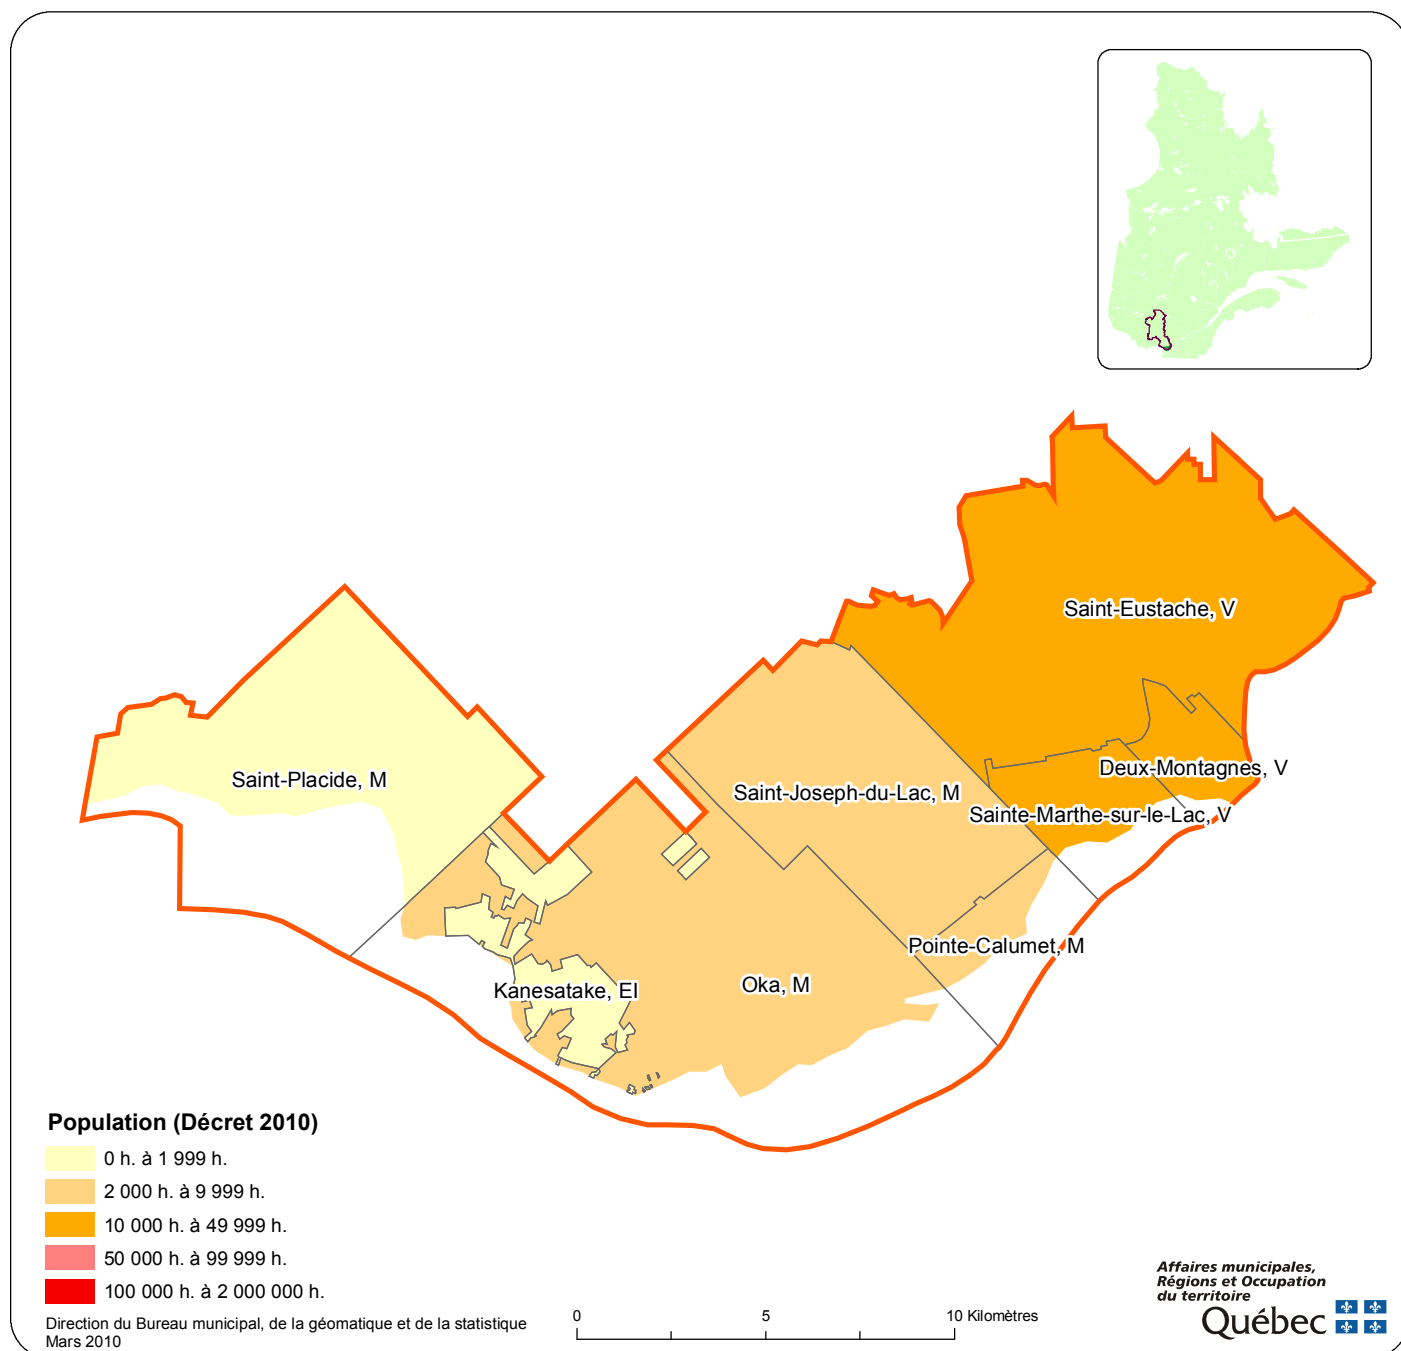 Saint-Eustache, V
Deux-Montagnes, V
Saint-Placide, M
Saint-Joseph-du-Lac, M
Sainte-Marthe-sur-le-Lac, V
Pointe-Calumet, M
Oka, M
Kanesatake, EI
Population (Décret 2010)
0 h. à 1 999 h.
2 000 h. à 9 999 h.
10 000 h. à 49 999 h.
50 000 h. à 99 999 h.
100 000 h. à 2 000 000 h.
Direction du Bureau municipal, de la géomatique et de la statistique
Mars 2010
0 5 10 Kilomètres
Affaires municipales,
Régions et Occupation
du territoire
Québec